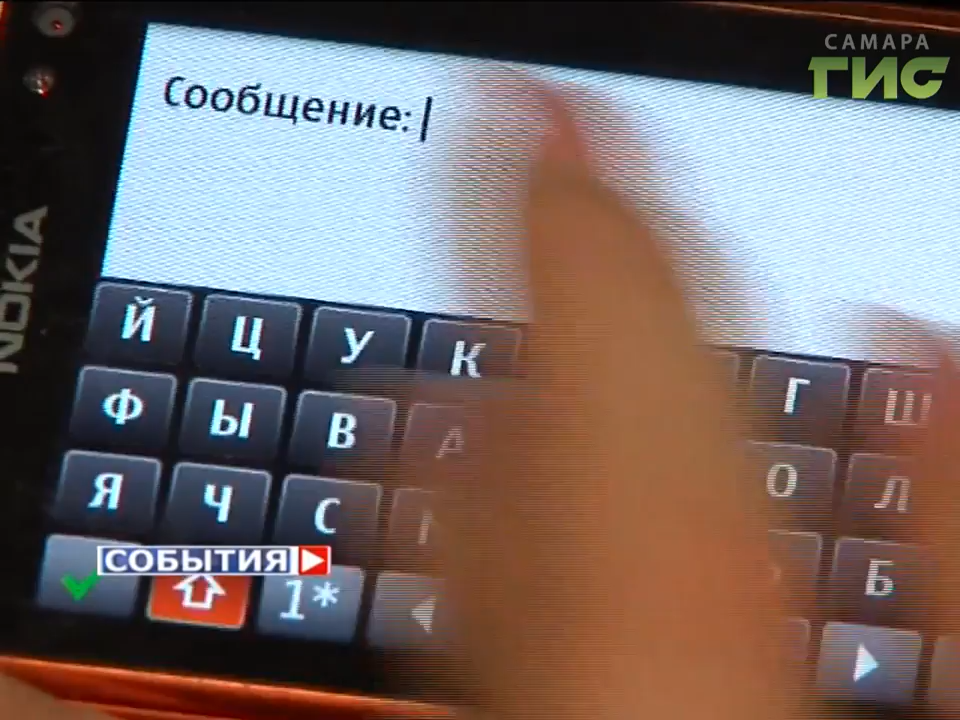 САМАРА
ГИС
Сообщение:
NOKIA
Й Ц У К Г Ш
Ф Ы В А О Л
Я Ч С Б
СОБЫТИЯ
1*